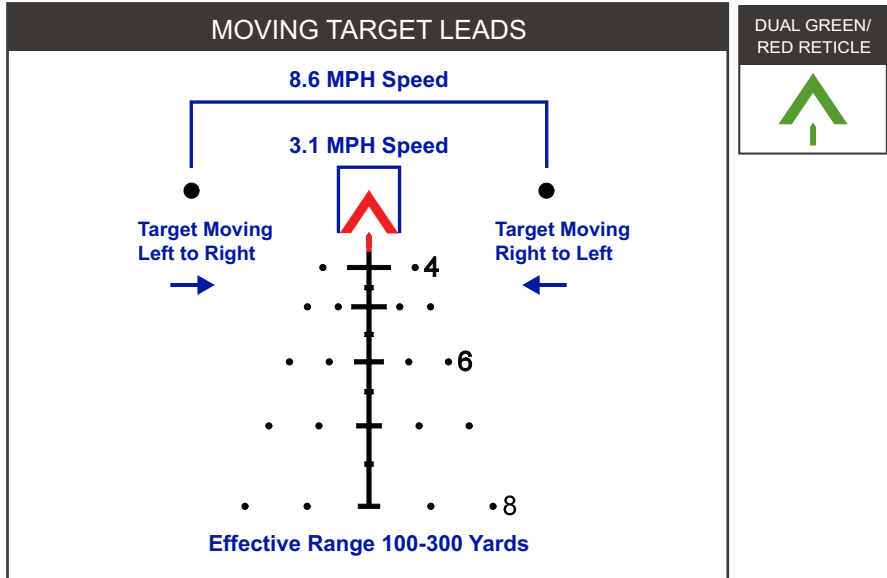 MOVING TARGET LEADS
DUAL GREEN/
RED RETICLE
8.6 MPH Speed
3.1 MPH Speed
Target Moving
Left to Right
Target Moving
Right to Left
4
6
8
Effective Range 100-300 Yards